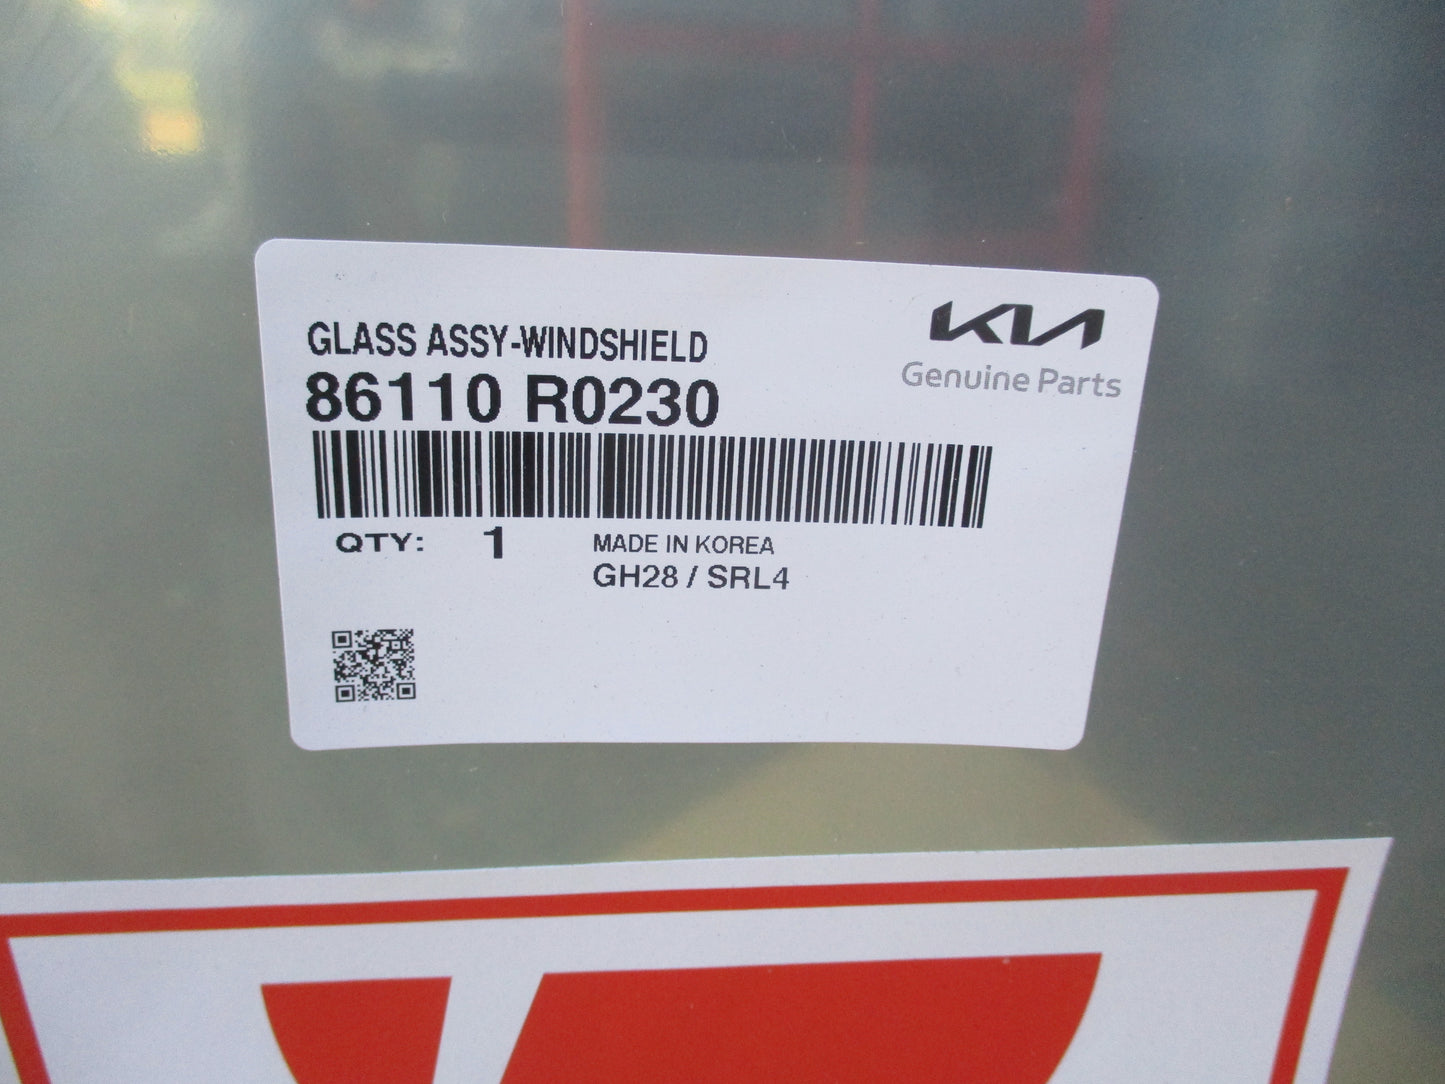 KIA
Genuine Parts
GLASS ASSY-WINDSHIELD
86110 R0230
QTY: 1
MADE IN KOREA
GH28 / SRL4